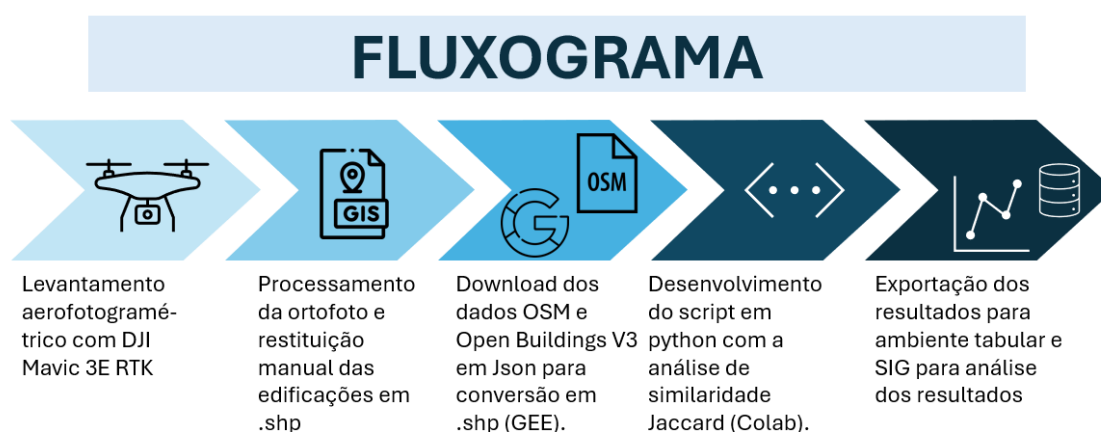 FLUXOGRAMA
GIS
OSM
Levantamento
aerofotogramé-
trico com DJI
Mavic 3E RTK
Processamento
da ortofoto e
restituição
manual das
edificações em
.shp
Download dos
dados OSM e
Open Buildings V3
em Json para
conversão em
.shp (GEE).
Desenvolvimento
do script em
python com a
análise de
similaridade
Jaccard (Colab).
Exportação dos
resultados para
ambiente tabular e
SIG para análise
dos resultados